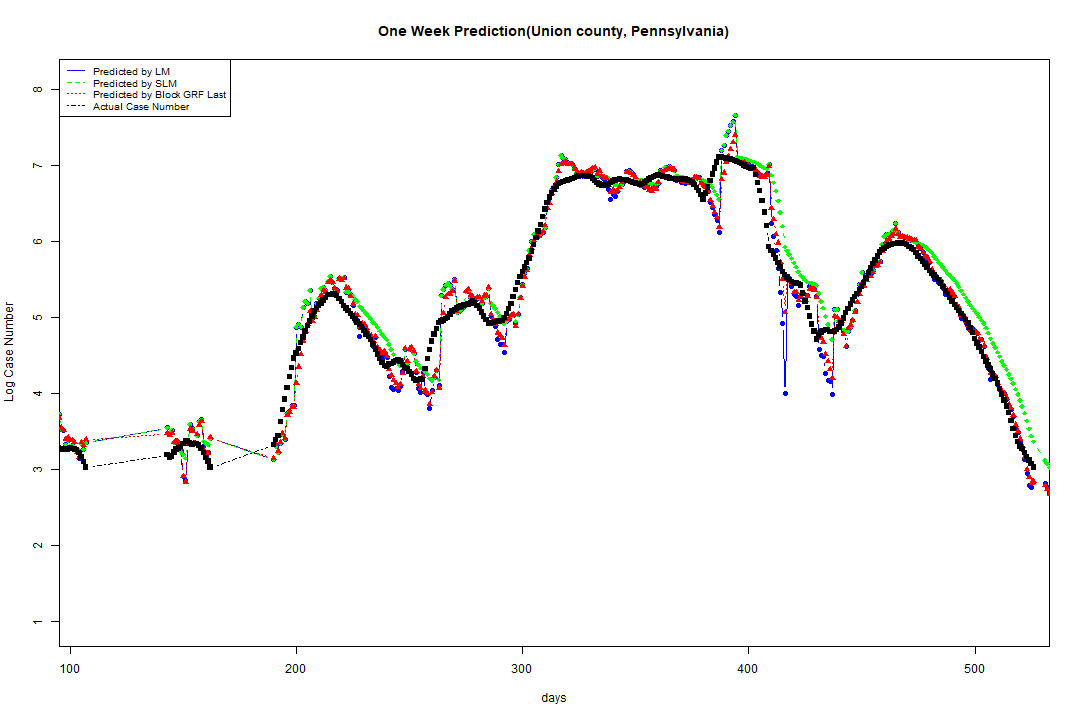 One Week Prediction(Union county, Pennsylvania)
Predicted by LM
Predicted by SLM
Predicted by Block GRF Last
Actual Case Number
8
7
6
5
4
3
2
1
Log Case Number
100 200 300 400 500
days